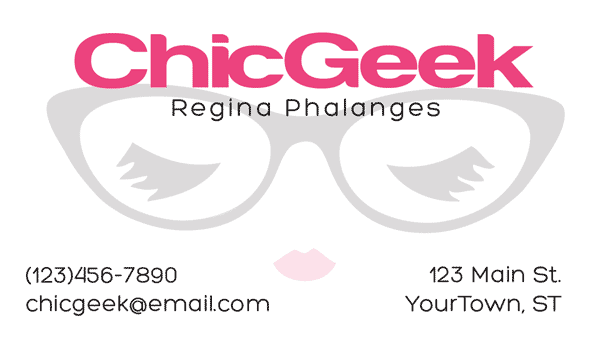 ChicGeek
Regina Phalanges
(123)456-7890
chicgeek@email.com
123 Main St.
YourTown, ST